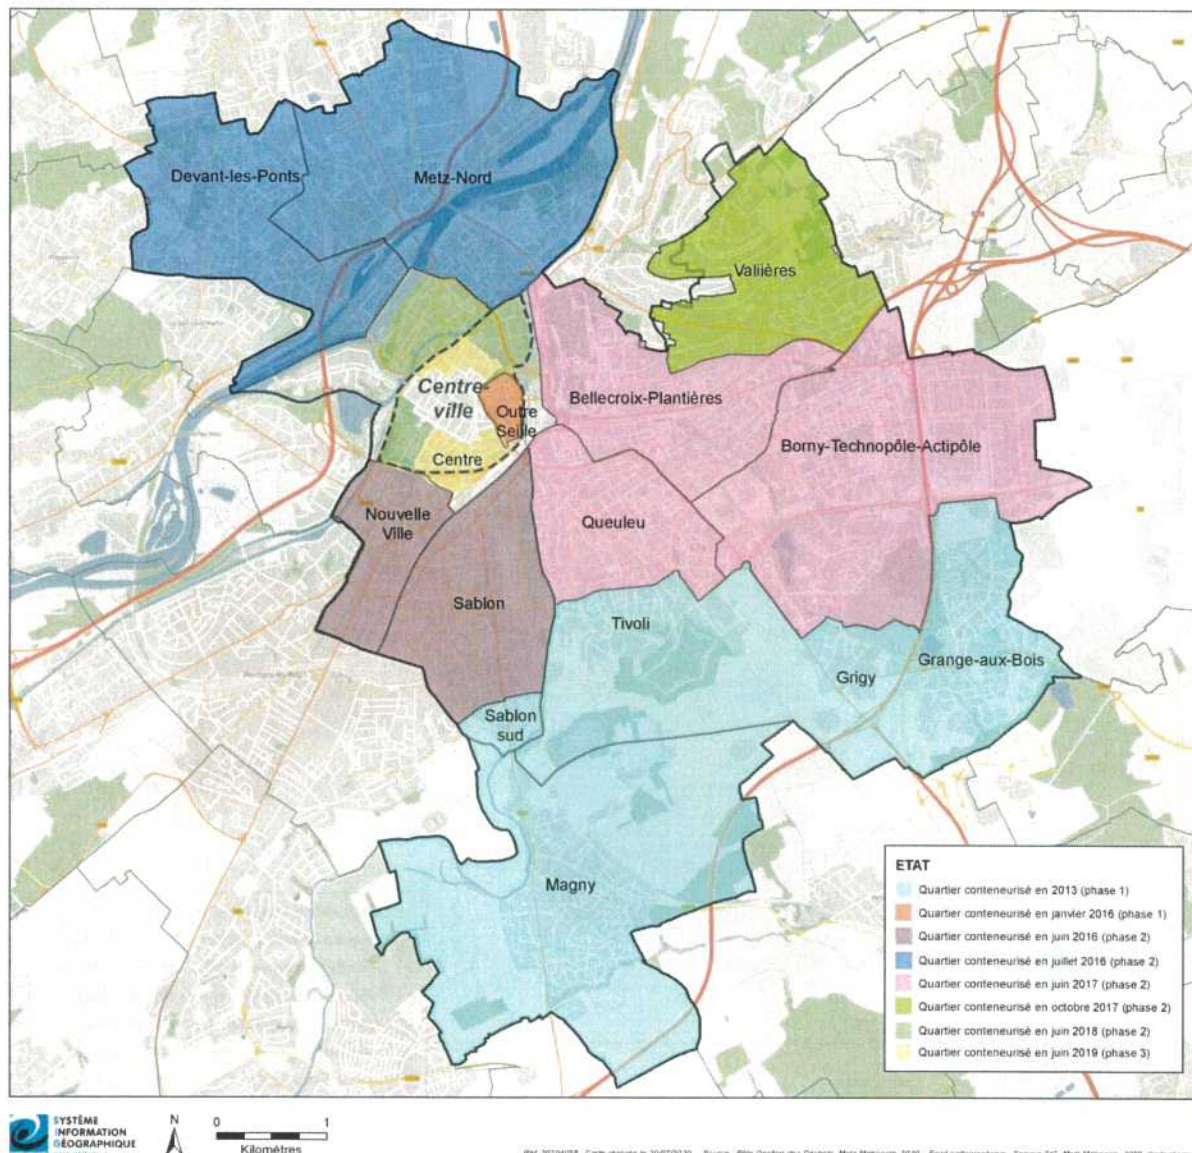 Devant-les-Ponts
Metz-Nord
Vallières
Centre-
ville
Outre
Seille
Centre
Bellecroix-Plantières
Borny-Technopôle-Actipôle
Nouvelle
Ville
Queuleu
Sablon
Tivoli
Grigy
Grange-aux-Bois
Sablon
sud
Magny
ETAT
Quartier conteneurisé en 2013 (phase 1)
Quartier conteneurisé en janvier 2016 (phase 1)
Quartier conteneurisé en juin 2016 (phase 2)
Quartier conteneurisé en juillet 2016 (phase 2)
Quartier conteneurisé en juin 2017 (phase 2)
Quartier conteneurisé en octobre 2017 (phase 2)
Quartier conteneurisé en juin 2018 (phase 2)
Quartier conteneurisé en juin 2019 (phase 3)
SYSTÈME
INFORMATION
GÉOGRAPHIQUE
N
0 1
Kilomètres